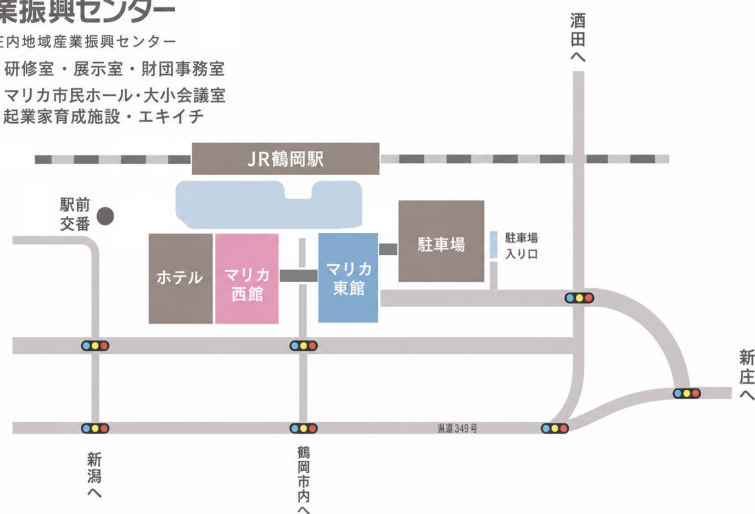 業振興センター
庄内地域産業振興センター
研修室・展示室・財団事務室
マリカ市民ホール・大小会議室
起業家育成施設・エキイチ
酒田へ
JR鶴岡駅
駅前
交番
ホテル
マリカ
西館
マリカ
東館
駐車場
駐車場
入り口
新庄へ
県道349号
新潟へ
鶴岡市内へ